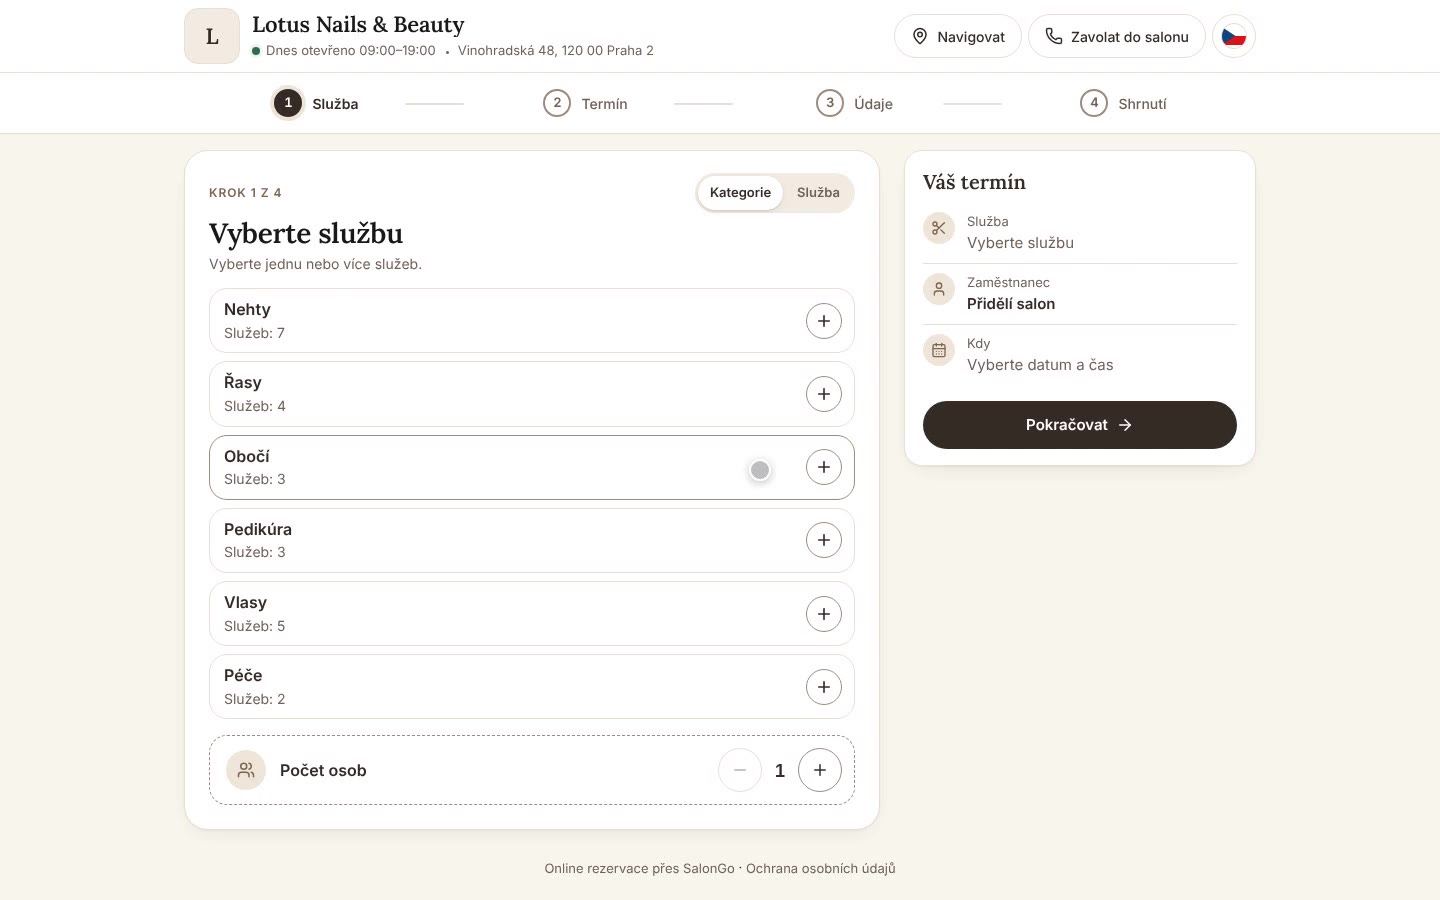 L
Lotus Nails & Beauty
Dnes otevřeno 09:00–19:00 • Vinohradská 48, 120 00 Praha 2
Navigovat
Zavolat do salonu
1 Služba
2 Termín
3 Údaje
4 Shrnutí
KROK 1 Z 4
Kategorie
Služba
Vyberte službu
Vyberte jednu nebo více služeb.
Nehty
Služeb: 7
Řasy
Služeb: 4
Obočí
Služeb: 3
Pedikúra
Služeb: 3
Vlasy
Služeb: 5
Péče
Služeb: 2
Počet osob
1
Váš termín
Služba
Vyberte službu
Zaměstnanec
Přidělí salon
Kdy
Vyberte datum a čas
Pokračovat
Online rezervace přes SalonGo · Ochrana osobních údajů